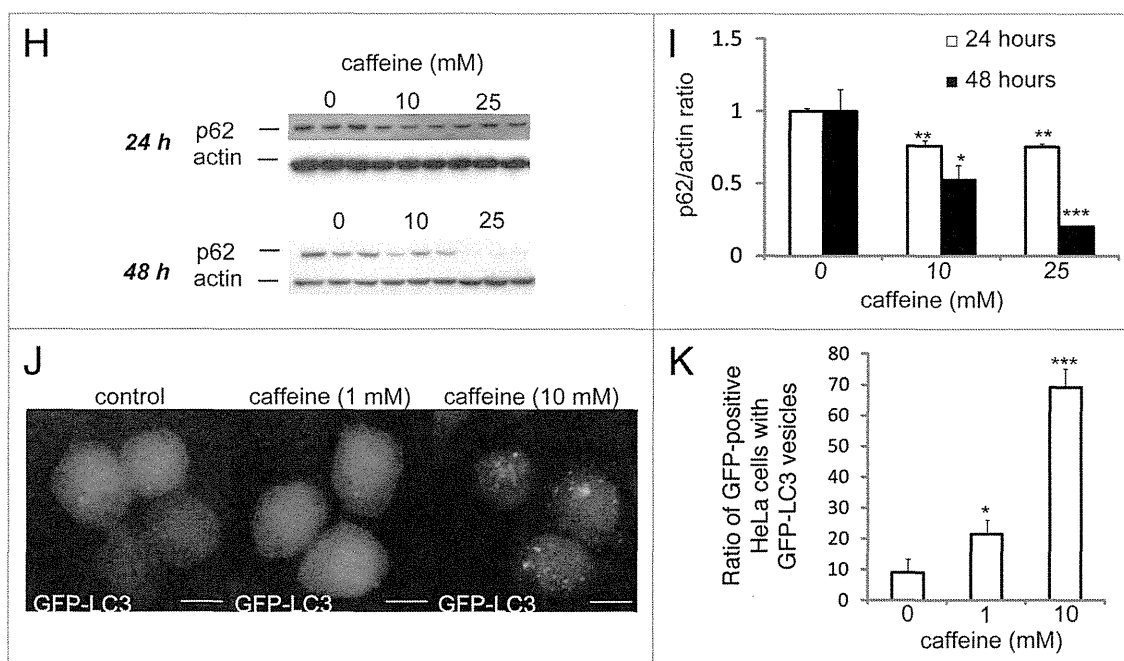 H
caffeine (mM)
0 10 25
24 h
p62 —
actin —
0 10 25
48 h
p62 —
actin —
I
□ 24 hours
■ 48 hours
p62/actin ratio
1.5
1
0.5
0
** **
* ***
0 10 25
caffeine (mM)
J
control caffeine (1 mM) caffeine (10 mM)
GFP-LC3 GFP-LC3 GFP-LC3
K
Ratio of GFP-positive
HeLa cells with
GFP-LC3 vesicles
80
70
60
50
40
30
20
10
0
* ***
0 1 10
caffeine (mM)